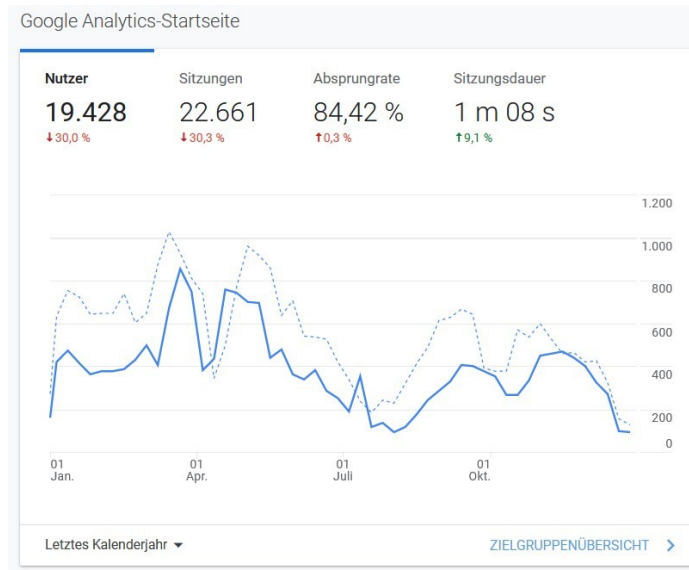 Google Analytics-Startseite
Nutzer Sitzungen Absprungrate Sitzungsdauer
19.428 22.661 84,42 % 1 m 08 s
↓30,0 % ↓30,3 % ↑0,3 % ↑9,1 %
1.200
1.000
800
600
400
200
0
01 01 01 01
Jan. Apr. Juli Okt.
Letztes Kalenderjahr ZIELGRUPPENÜBERSICHT